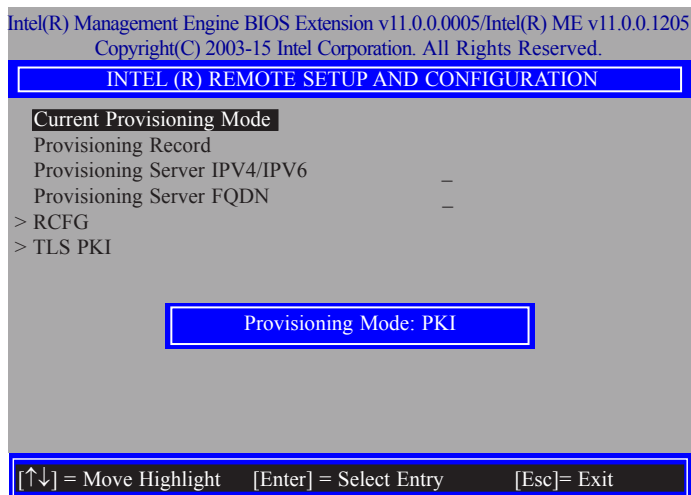 Intel(R) Management Engine BIOS Extension v11.0.0.0005/Intel(R) ME v11.0.0.1205
Copyright(C) 2003-15 Intel Corporation. All Rights Reserved.
INTEL (R) REMOTE SETUP AND CONFIGURATION
Current Provisioning Mode
Provisioning Record
Provisioning Server IPV4/IPV6 _
Provisioning Server FQDN _
> RCFG
> TLS PKI
Provisioning Mode: PKI
[↑↓] = Move Highlight [Enter] = Select Entry [Esc]= Exit